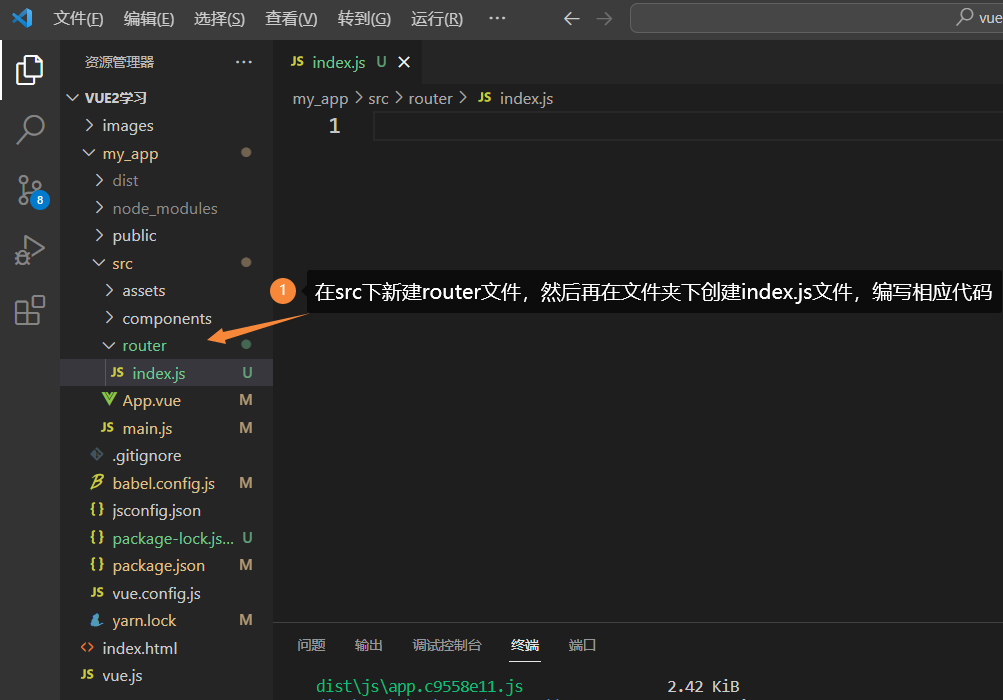 文件(F) 编辑(E) 选择(S) 查看(V) 转到(G) 运行(R) ··· vue
资源管理器 ···
VUE2学习
images
my_app
dist
node_modules
public
src
assets
components
router
JS index.js U
App.vue M
JS main.js M
.gitignore
babel.config.js M
{} jsconfig.json
{} package-lock.js... U
{} package.json M
JS vue.config.js
yarn.lock M
<> index.html
JS vue.js
8
JS index.js U
my_app > src > router > JS index.js
1
1 在src下新建router文件，然后再在文件夹下创建index.js文件，编写相应代码
问题 输出 调试控制台 终端 端口
dist\js\app.c9558e11.js 2.42 KiB